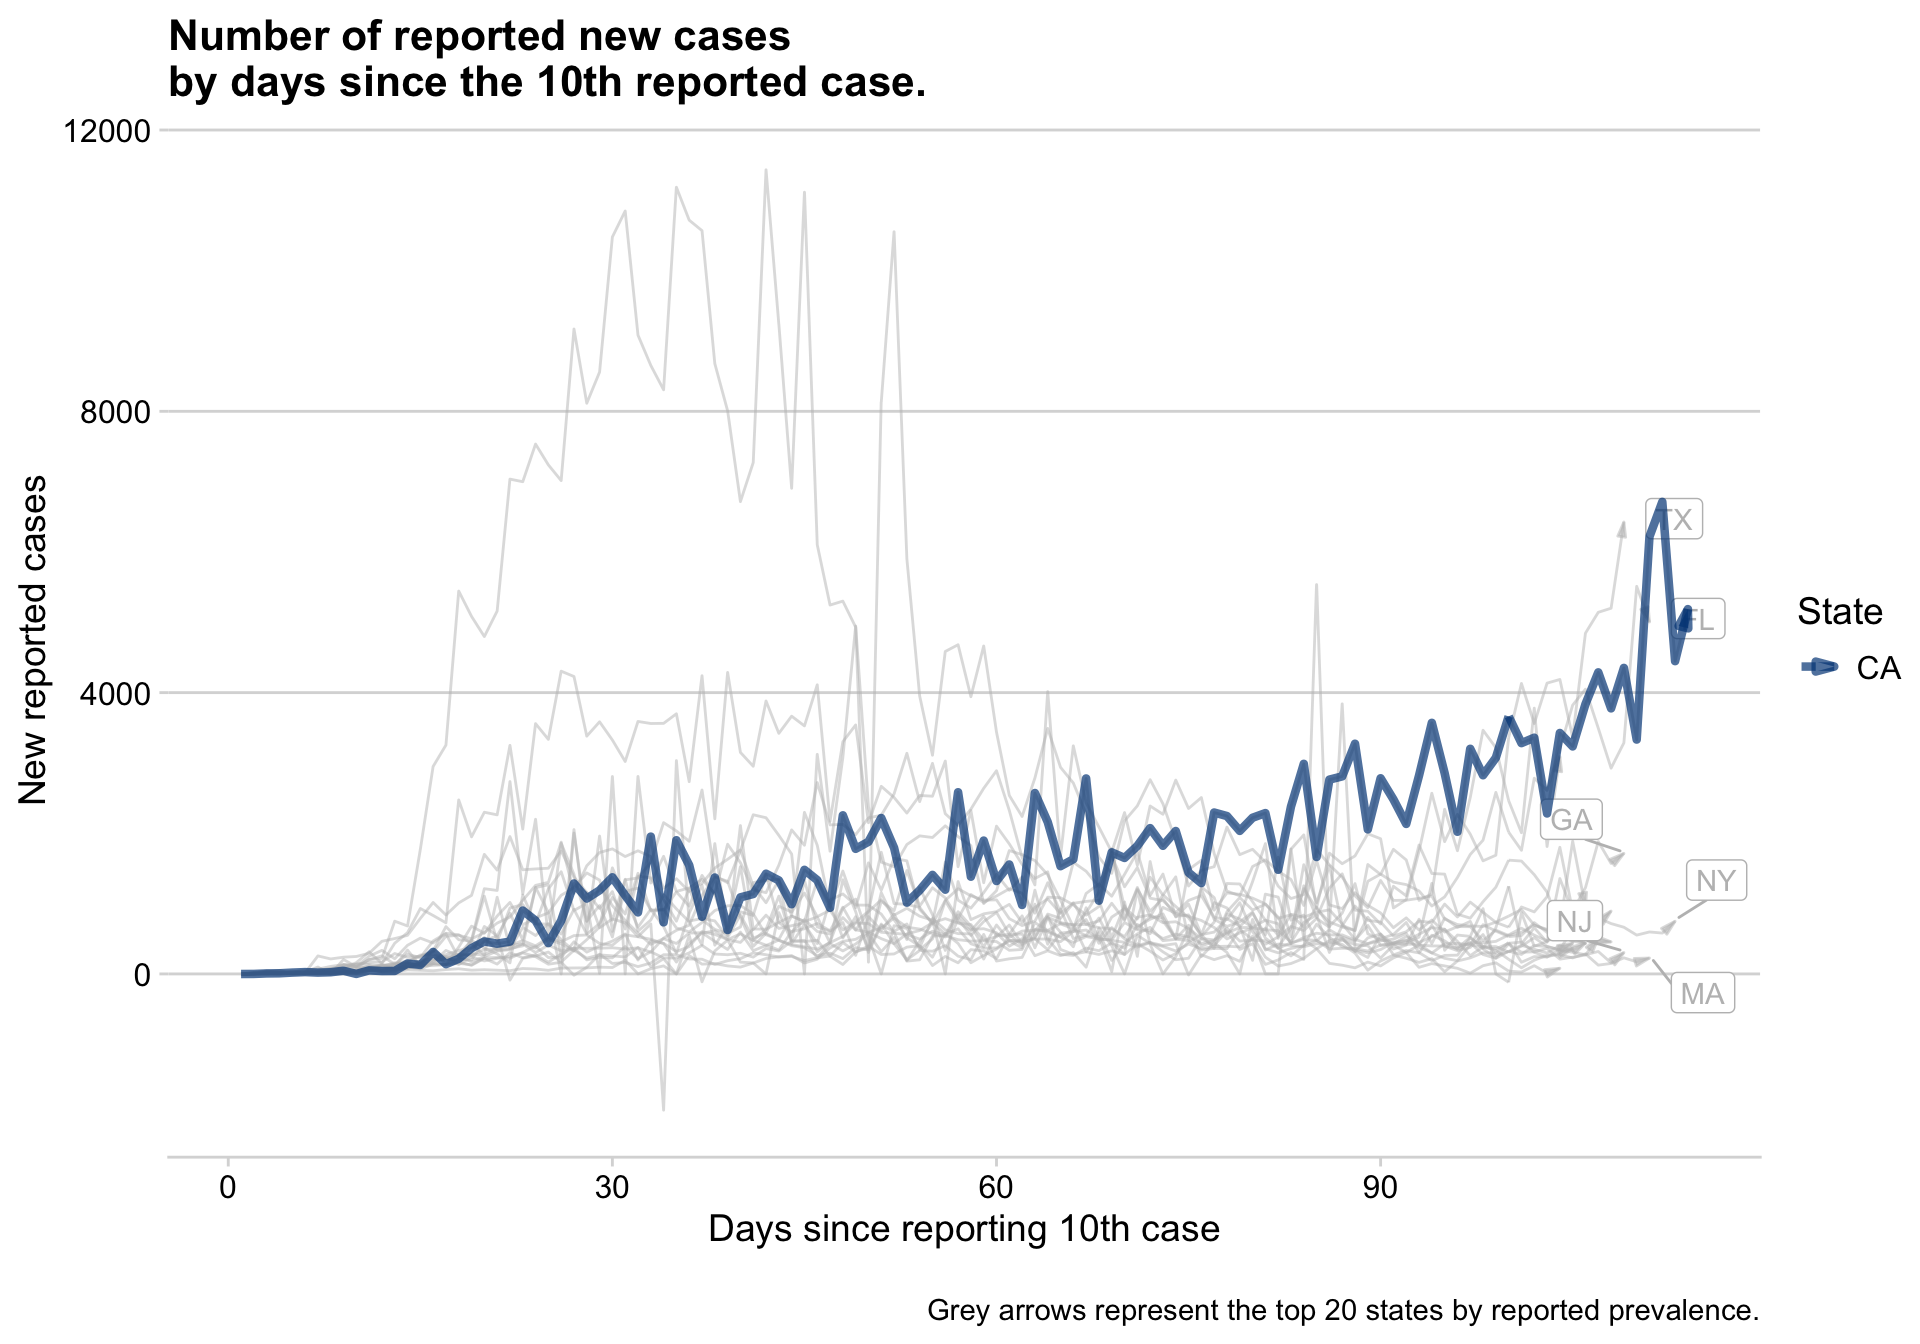 Number of reported new cases
by days since the 10th reported case.
12000
8000
4000
0
New reported cases
TX
FL
GA
NY
NJ
MA
State
CA
0
30
60
90
Days since reporting 10th case
Grey arrows represent the top 20 states by reported prevalence.